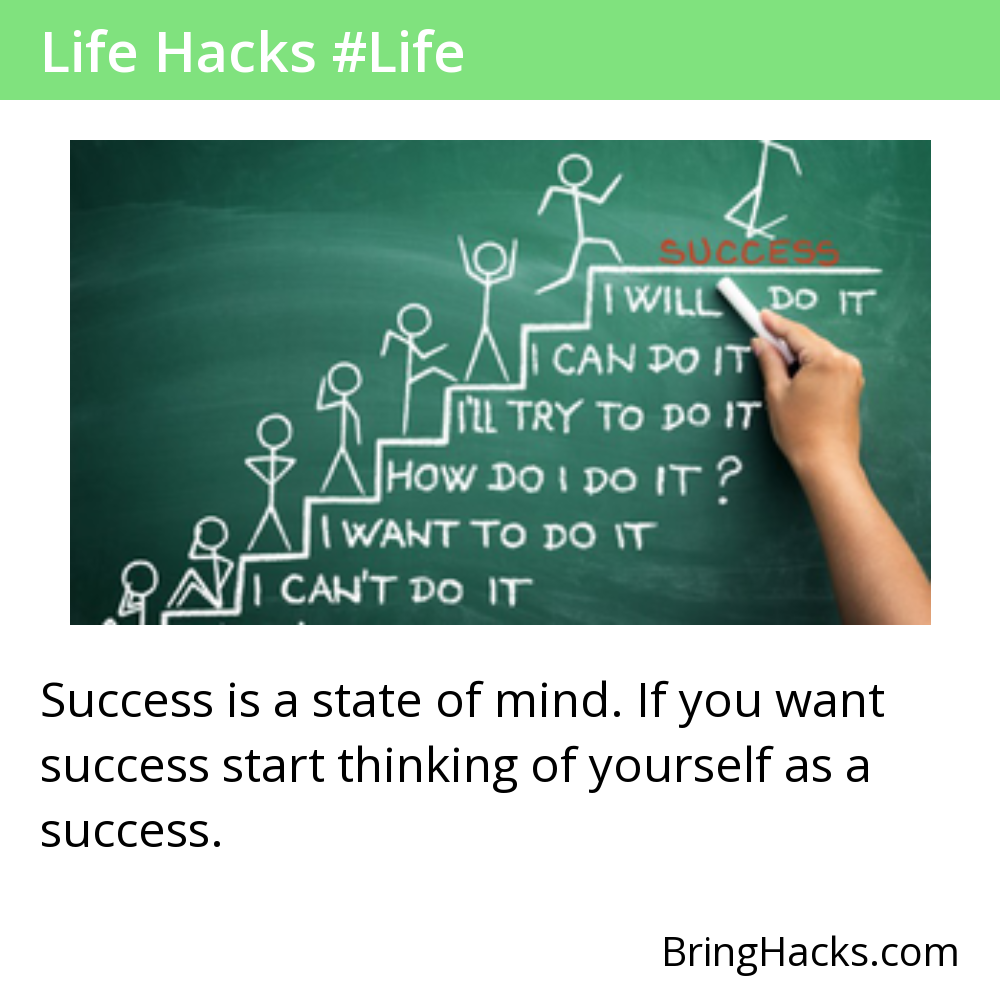 Life Hacks #Life
SUCCESS
I WILL DO IT
I CAN DO IT
I'LL TRY TO DO IT
HOW DO I DO IT ?
I WANT TO DO IT
I CAN'T DO IT
Success is a state of mind. If you want
success start thinking of yourself as a
success.
BringHacks.com